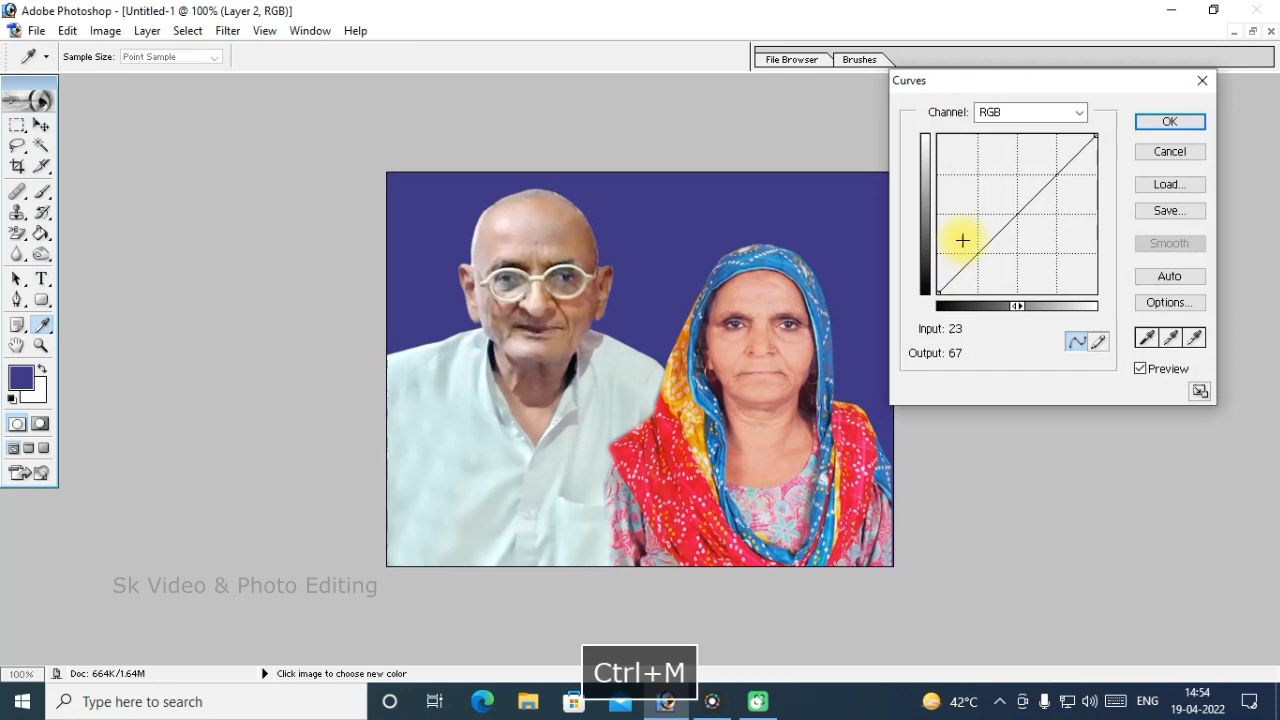 Adobe Photoshop - [Untitled-1 @ 100% (Layer 2, RGB)]
File Edit Image Layer Select Filter View Window Help
Sample Size: Point Sample
File Browser Brushes
Curves
Channel: RGB
OK
Cancel
Load...
Save...
Smooth
Auto
Options...
Input: 23
Output: 67
Preview
Sk Video & Photo Editing
Ctrl+M
100% Doc: 664K/1.64M Click image to choose new color
Type here to search
42°C
ENG
14:54
19-04-2022